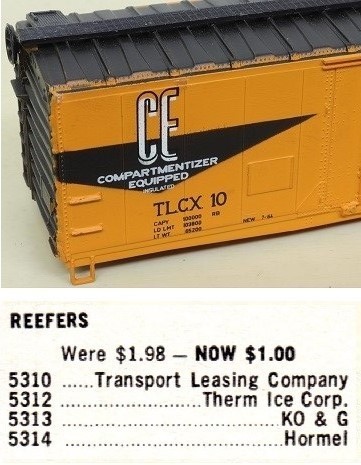 CE
COMPARTMENTIZER
EQUIPPED
INSULATED
TLCX 10
CAPY 100000 RB
LD LMT 103800 NEW 7-64
LT WT 65200
REEFERS
Were $1.98 — NOW $1.00
5310 ......Transport Leasing Company
5312 .....................Therm Ice Corp.
5313 ................................KO & G
5314 ................................Hormel